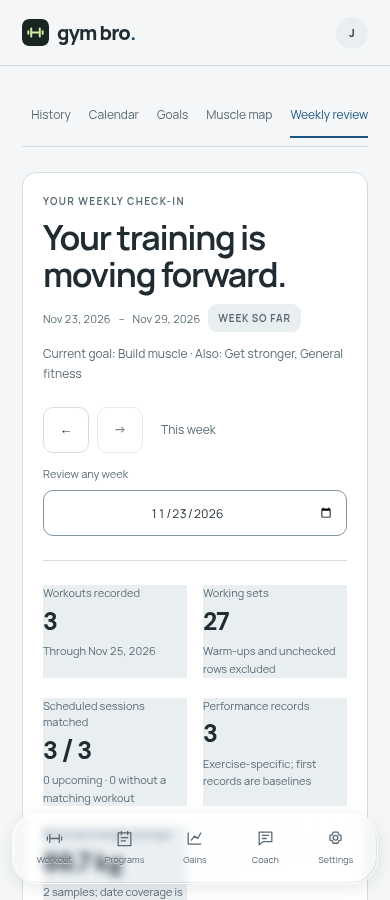 gym bro.
J
History Calendar Goals Muscle map Weekly review
YOUR WEEKLY CHECK-IN
Your training is
moving forward.
Nov 23, 2026 – Nov 29, 2026 WEEK SO FAR
Current goal: Build muscle · Also: Get stronger, General
fitness
← → This week
Review any week
11/23/2026
Workouts recorded
3
Through Nov 25, 2026
Working sets
27
Warm-ups and unchecked
rows excluded
Scheduled sessions
matched
3 / 3
0 upcoming · 0 without a
matching workout
Performance records
3
Exercise-specific; first
records are baselines
Workout Programs Gains Coach Settings
2 samples; date coverage is